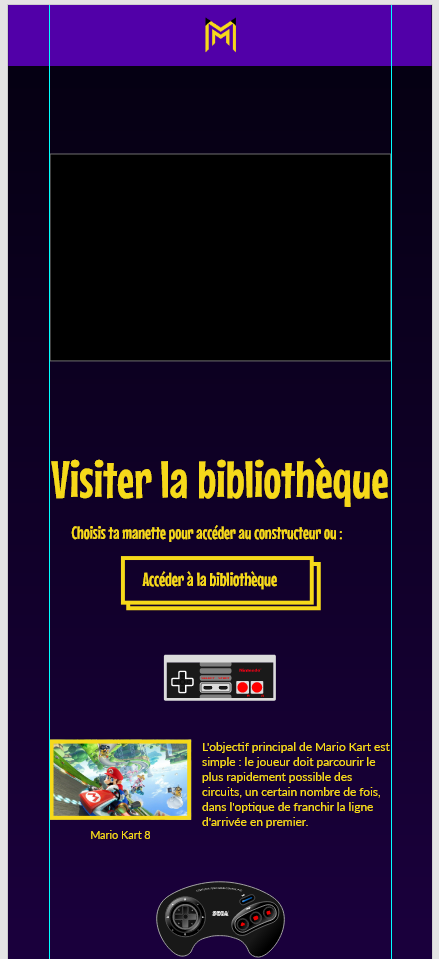 M
Visiter la bibliothèque
Choisis ta manette pour accéder au constructeur ou :
Accéder à la bibliothèque
Nintendo
L'objectif principal de Mario Kart est
simple : le joueur doit parcourir le
plus rapidement possible des
circuits, un certain nombre de fois,
dans l'optique de franchir la ligne
d'arrivée en premier.
Mario Kart 8
SEGA